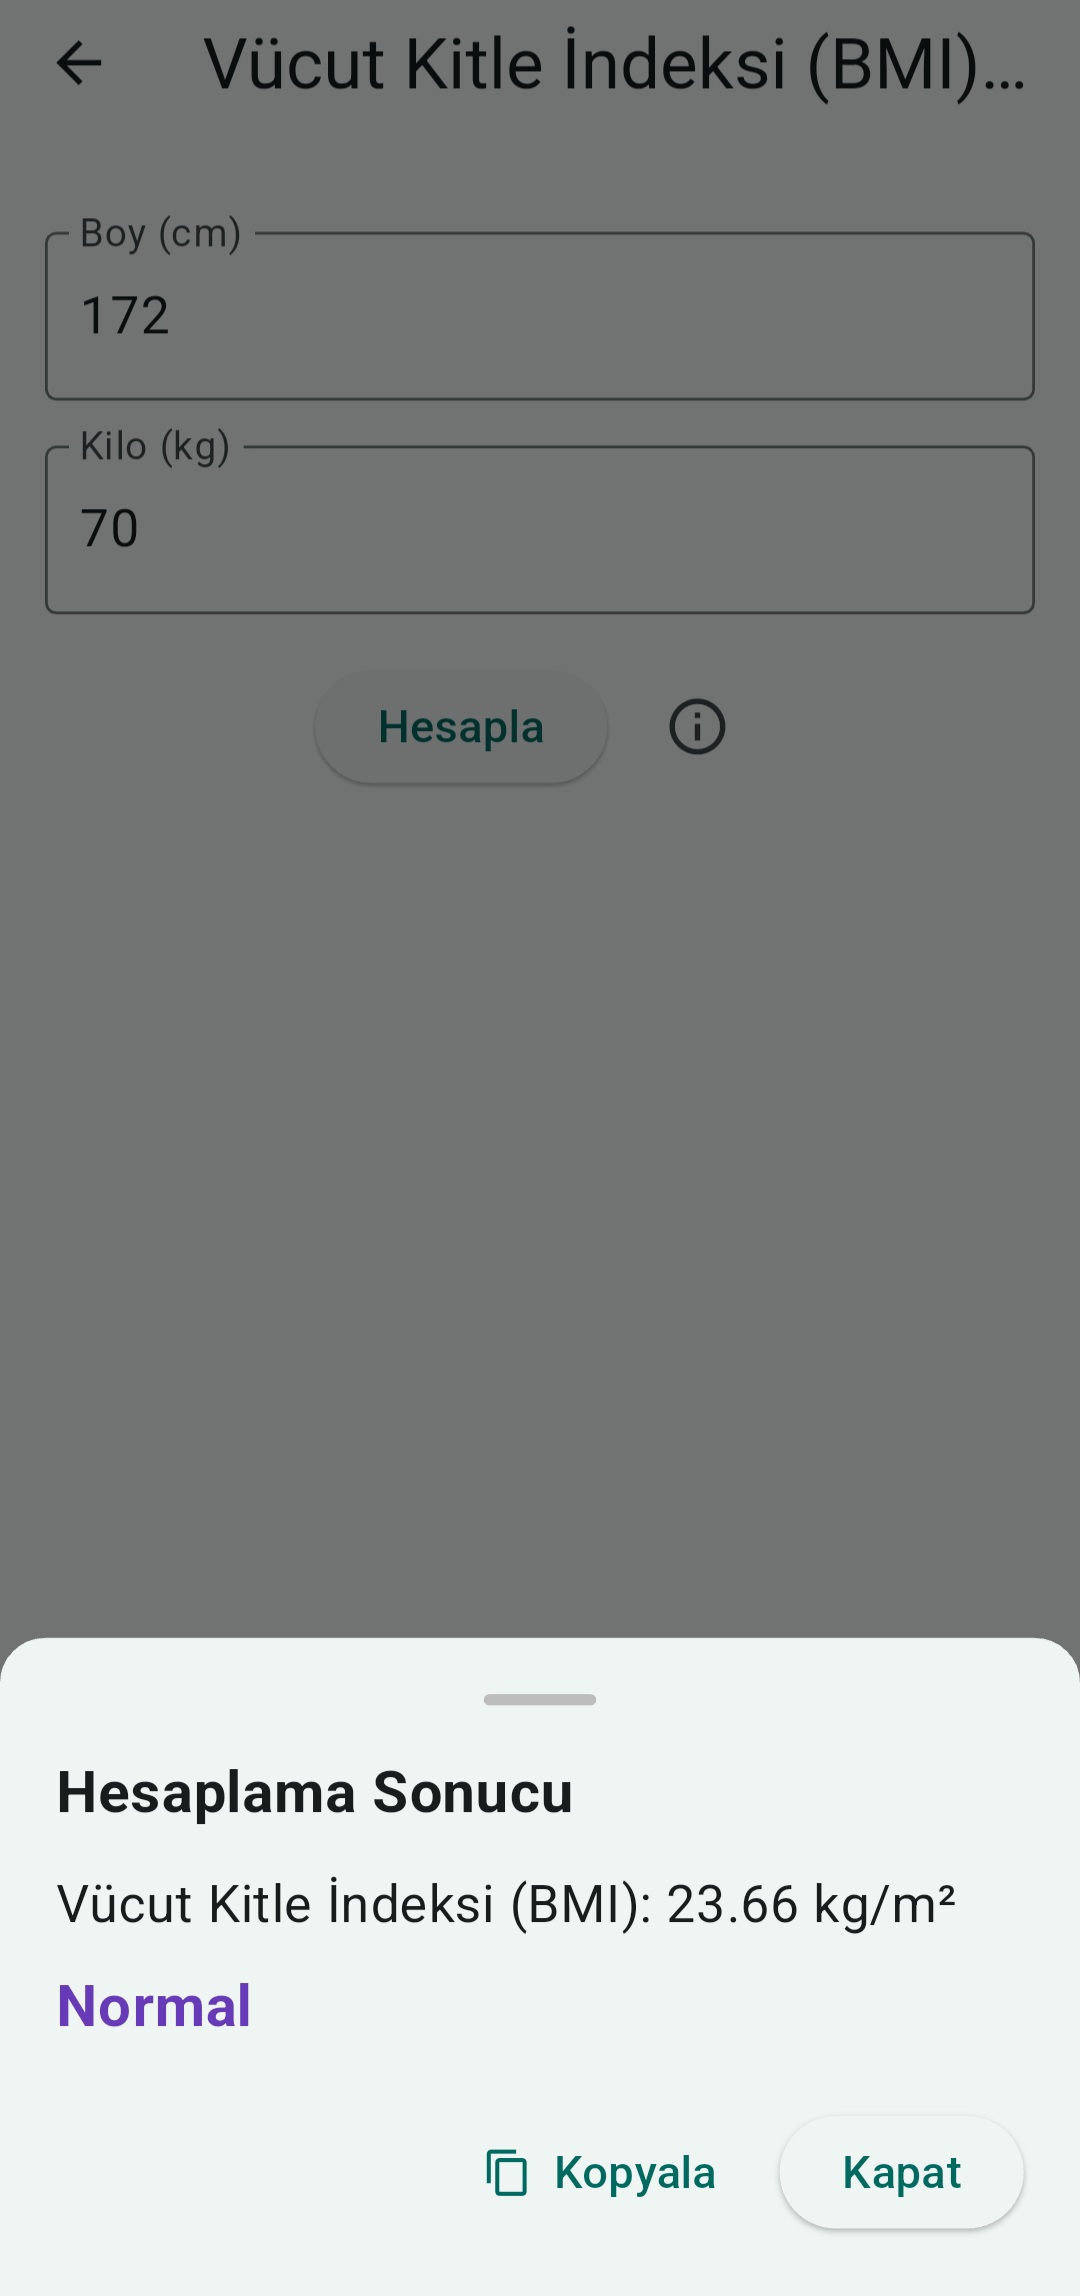 Vücut Kitle İndeksi (BMI)...
Boy (cm)
172
Kilo (kg)
70
Hesapla
Hesaplama Sonucu
Vücut Kitle İndeksi (BMI): 23.66 kg/m²
Normal
Kopyala
Kapat